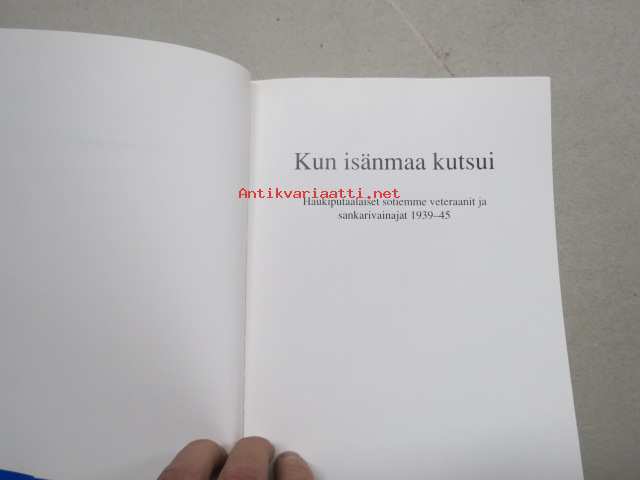 Kun isänmaa kutsui
Antikvariaatti.net
Haukiputaalaiset sotiemme veteraanit ja
sankarivainajat 1939–45